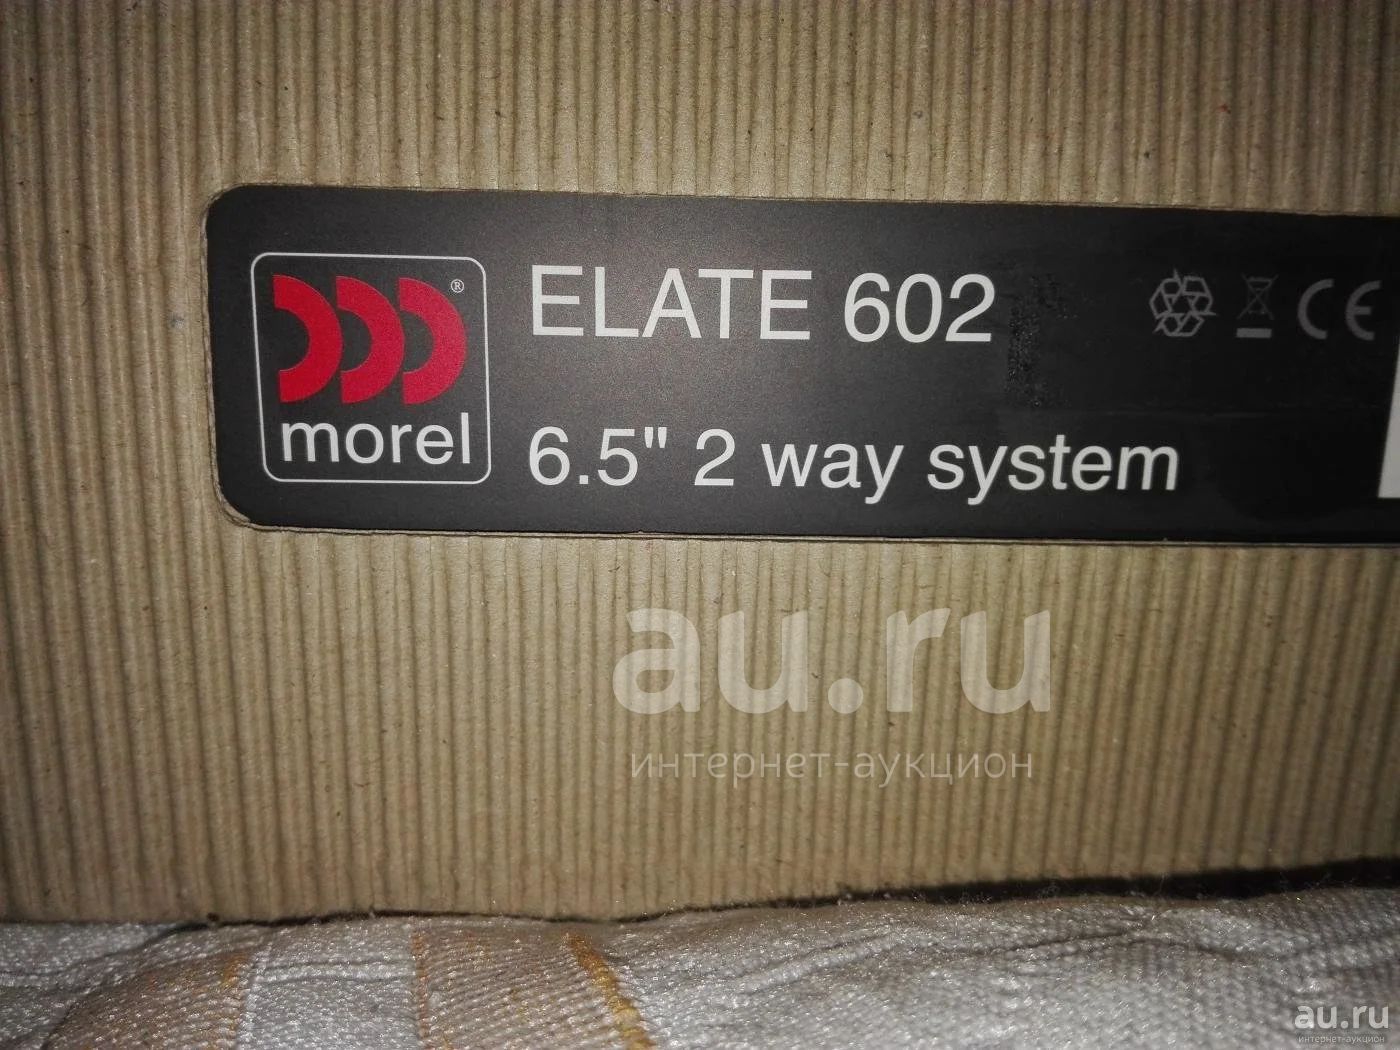 ELATE 602
®
morel
6.5" 2 way system
CE
au.ru
интернет-аукцион
au.ru
интернет-аукцион